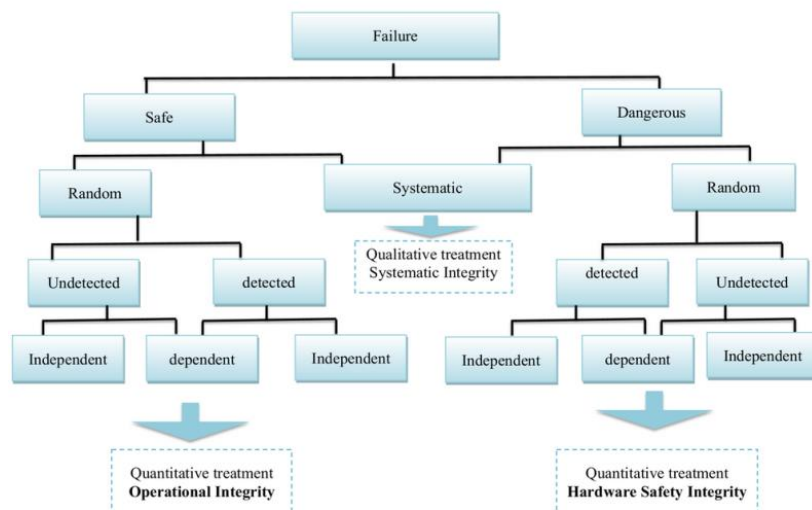 Failure
Safe
Dangerous
Random
Systematic
Random
Qualitative treatment
Systematic Integrity
Undetected
detected
detected
Undetected
Independent
dependent
Independent
Independent
dependent
Independent
Quantitative treatment
Operational Integrity
Quantitative treatment
Hardware Safety Integrity